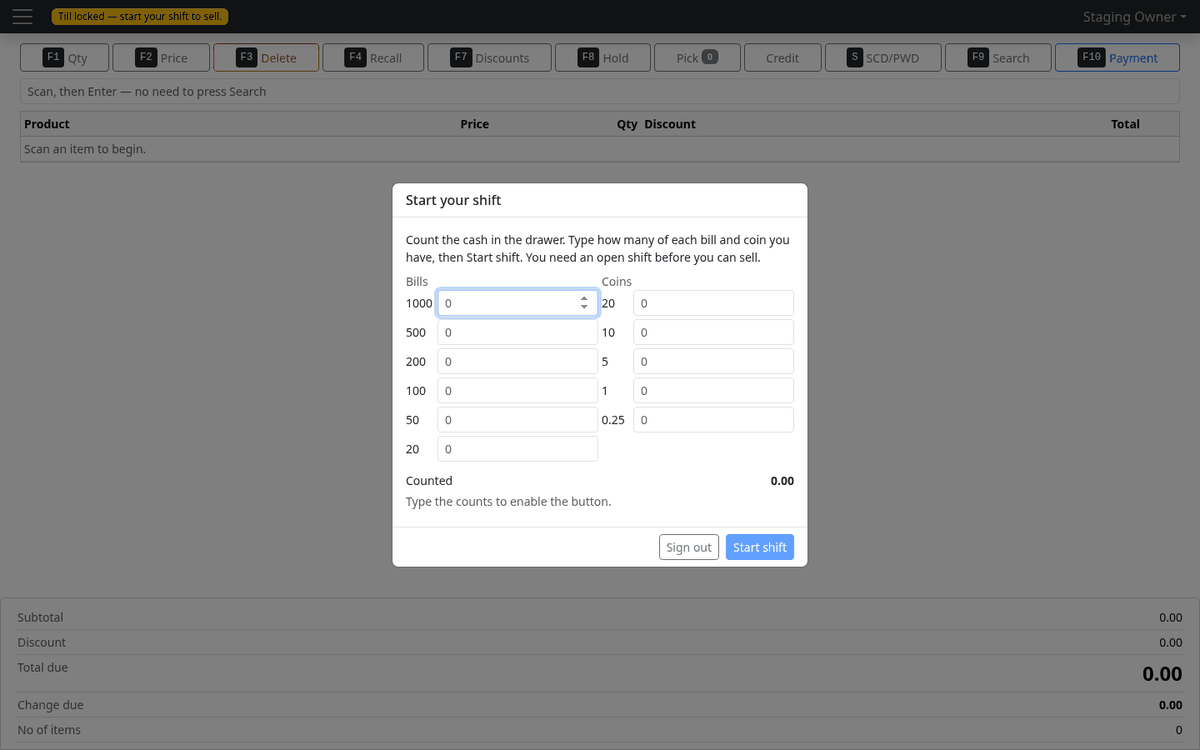 Till locked — start your shift to sell.
Staging Owner
F1 Qty
F2 Price
F3 Delete
F4 Recall
F7 Discounts
F8 Hold
Pick 0
Credit
S SCD/PWD
F9 Search
F10 Payment
Scan, then Enter — no need to press Search
Product Price Qty Discount Total
Scan an item to begin.
Start your shift
Count the cash in the drawer. Type how many of each bill and coin you
have, then Start shift. You need an open shift before you can sell.
Bills Coins
1000 0 20 0
500 0 10 0
200 0 5 0
100 0 1 0
50 0 0.25 0
20 0
Counted 0.00
Type the counts to enable the button.
Sign out Start shift
Subtotal 0.00
Discount 0.00
Total due 0.00
Change due 0.00
No of items 0